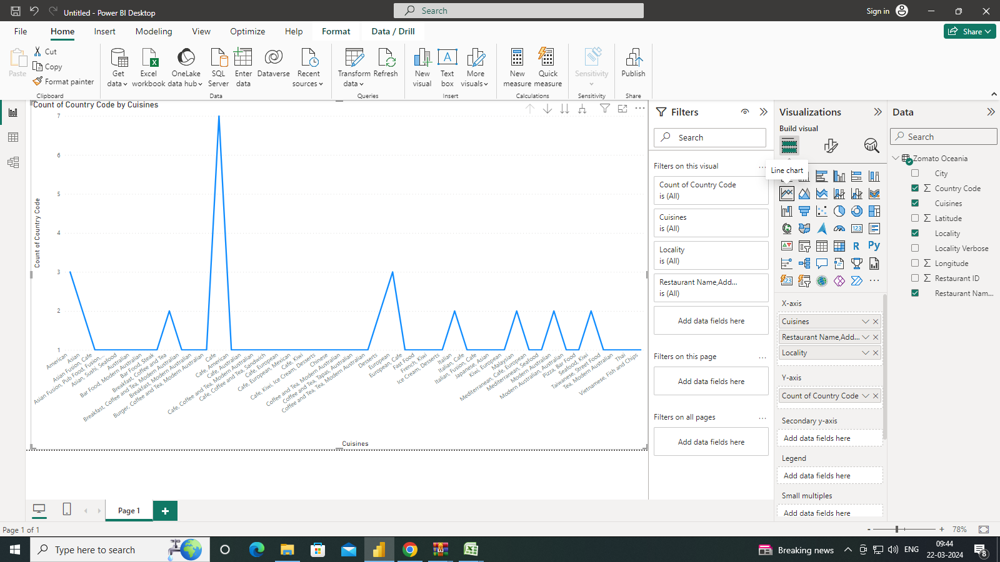 Untitled - Power BI Desktop
Search
Sign in
File
Home
Insert
Modeling
View
Optimize
Help
Format
Data / Drill
Share
Paste
Cut
Copy
Format painter
Clipboard
Get data
Excel workbook
OneLake data hub
SQL Server
Enter data
Dataverse
Recent sources
Data
Transform data
Refresh
Queries
New visual
Text box
More visuals
Insert
New measure
Quick measure
Calculations
Sensitivity
Sensitivity
Publish
Share
Count of Country Code by Cuisines
Count of Country Code
7
6
5
4
3
2
1
American
Asian
Asian Fusion, Cafe
Asian Fusion, Pub Food, Fusion...
Asian, Sushi, Seafood
Australian
Bar Food, Modern Australian
Bar Food, Steak
Breakfast, Coffee and Tea
Breakfast, Coffee and Tea, Modern Australian
Breakfast, Modern Australian
Burger, Coffee and Tea, Modern Australian
Cafe
Cafe, American
Cafe, Australian
Cafe, Coffee and Tea, Modern Australian
Cafe, Coffee and Tea, Sandwich
Cafe, European
Cafe, European, Mexican
Cafe, Kiwi
Cafe, Kiwi, Ice Cream, Desserts
Chinese
Coffee and Tea, Modern Australian
Coffee and Tea, Tapas, Australian
Coffee and Tea, Tea, Modern Australian
Desserts
European
European, Cafe
Fast Food
French, Kiwi
Ice Cream, Desserts
Italian
Italian, Cafe
Italian, Fusion, Cafe
Japanese, Asian
Kiwi, European
Malaysian
Mediterranean, Cafe, European
Mediterranean, Seafood
Modern Australian
Modern Australian, Australian
Pizza, Bar Food
Seafood, Kiwi
Taiwanese, Street Food
Tea, Modern Australian
Thai
Vietnamese, Fish and Chips
Cuisines
Filters
Search
Filters on this visual
Count of Country Code
is (All)
Cuisines
is (All)
Locality
is (All)
Restaurant Name,Add...
is (All)
Add data fields here
Filters on this page
Add data fields here
Filters on all pages
Add data fields here
Visualizations
Build visual
Line chart
123
R
Py
123
X-axis
Cuisines
Restaurant Name,Add...
Locality
Y-axis
Count of Country Code
Secondary y-axis
Add data fields here
Legend
Add data fields here
Small multiples
Add data fields here
Data
Search
Zomato Oceania
City
Country Code
Cuisines
Latitude
Locality
Locality Verbose
Longitude
Restaurant ID
Restaurant Nam...
Page 1
Page 1 of 1
- + 78%
Type here to search
Breaking news
ENG
09:44
22-03-2024
8